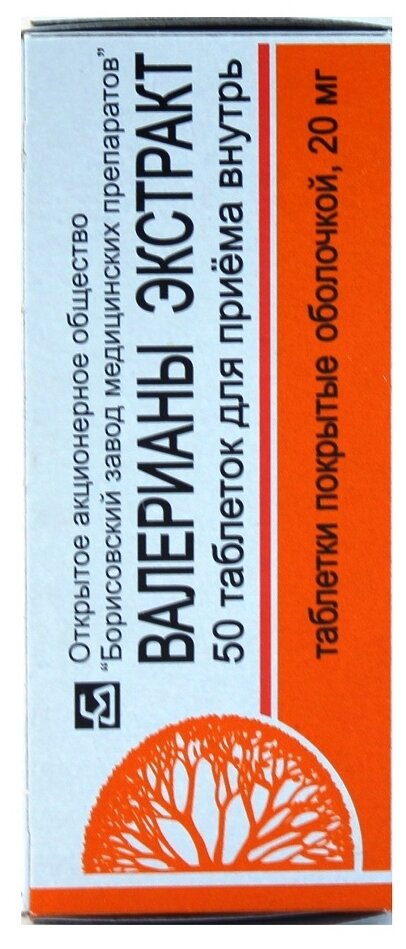 Открытое акционерное общество
“Борисовский завод медицинских препаратов”
ВАЛЕРИАНЫ ЭКСТРАКТ
50 таблеток для приёма внутрь
таблетки покрытые оболочкой, 20 мг